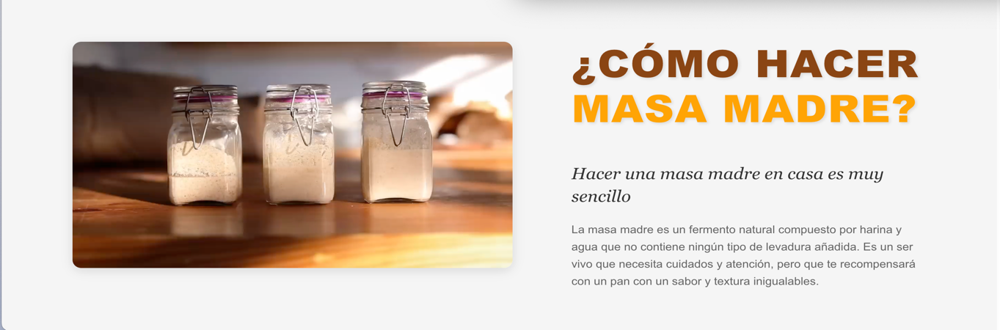 ¿CÓMO HACER
MASA MADRE?
Hacer una masa madre en casa es muy
sencillo
La masa madre es un fermento natural compuesto por harina y
agua que no contiene ningún tipo de levadura añadida. Es un ser
vivo que necesita cuidados y atención, pero que te recompensará
con un pan con un sabor y textura inigualables.